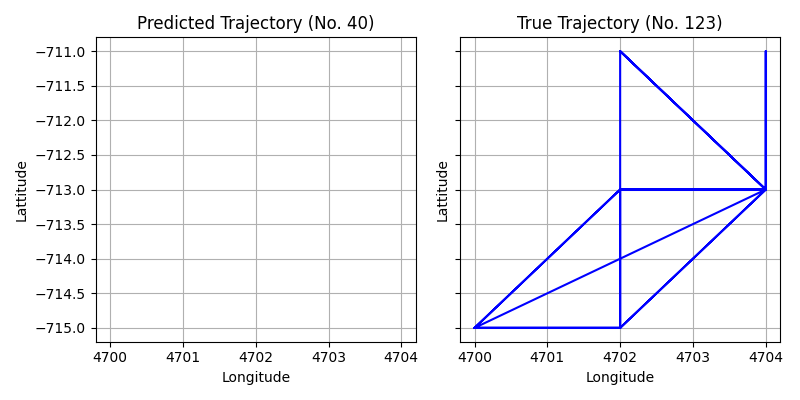 Predicted Trajectory (No. 40)
True Trajectory (No. 123)
Lattitude
−711.0
−711.5
−712.0
−712.5
−713.0
−713.5
−714.0
−714.5
−715.0
4700 4701 4702 4703 4704
Longitude
Lattitude
4700 4701 4702 4703 4704
Longitude